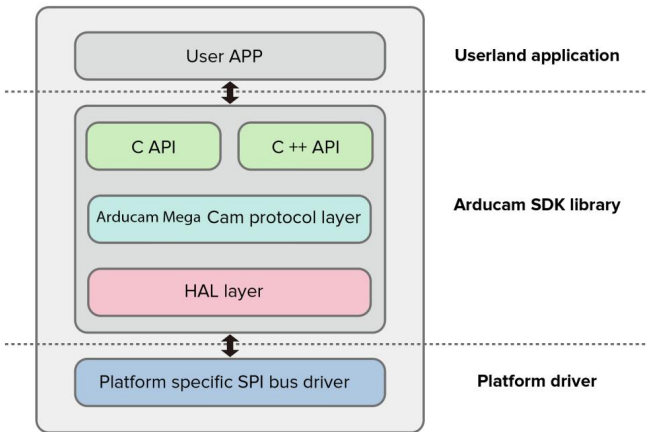 User APP
Userland application
C API
C ++ API
Arducam Mega Cam protocol layer
Arducam SDK library
HAL layer
Platform specific SPI bus driver
Platform driver